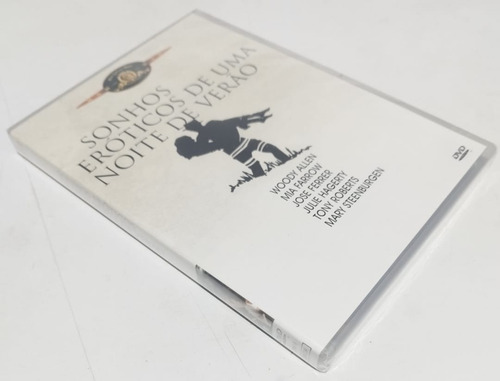 SONHOS
ERÓTICOS DE UMA
NOITE DE VERÃO
WOODY ALLEN
MIA FARROW
JOSE FERRER
JULIE HAGERTY
TONY ROBERTS
MARY STEENBURGEN
DVD